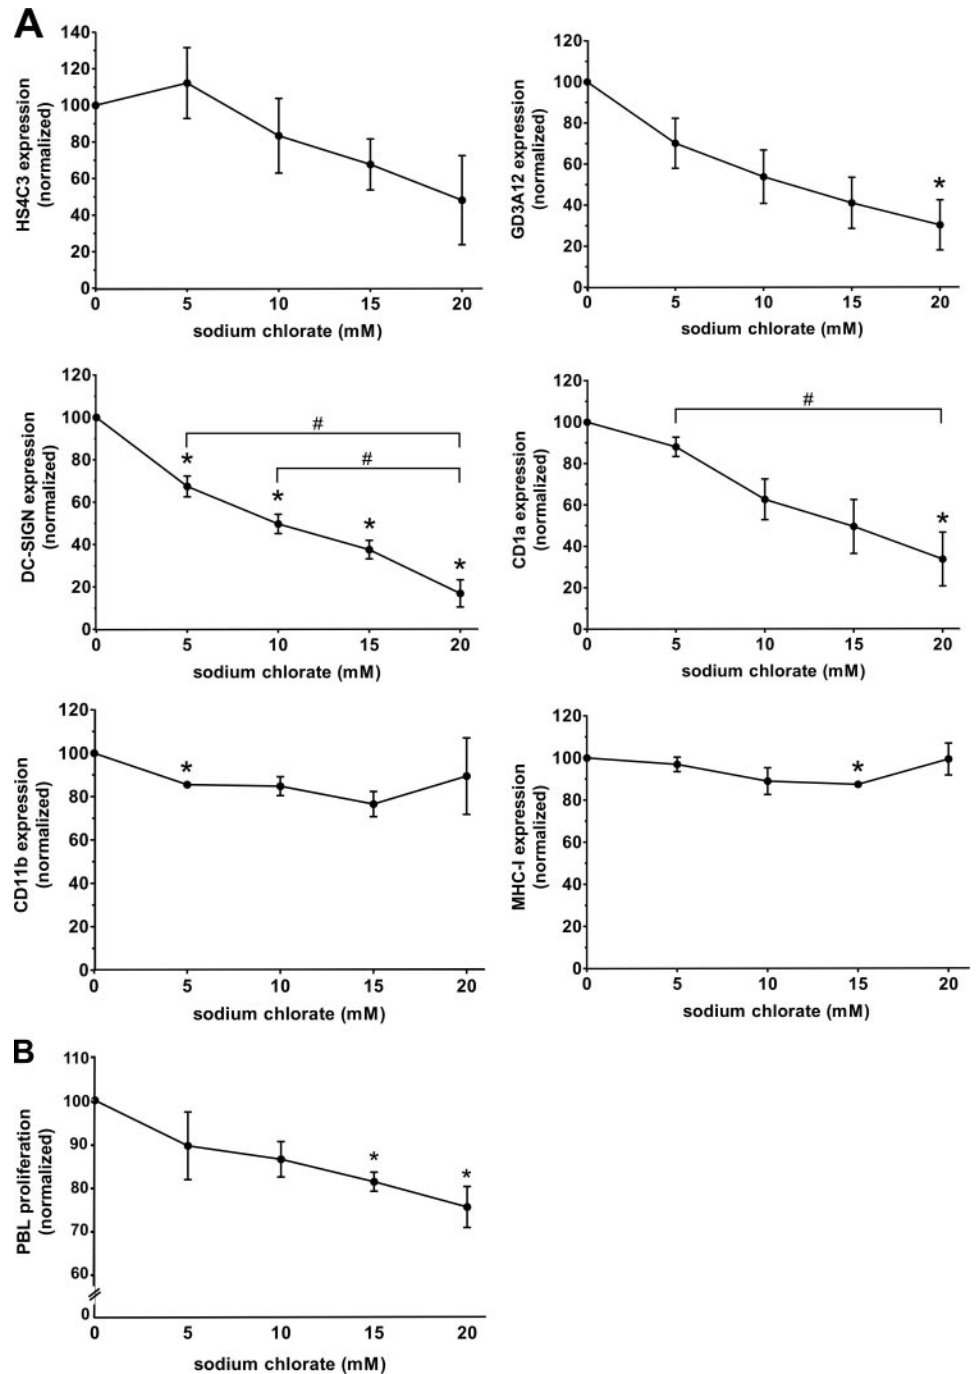 A
HS4C3 expression
(normalized)
140
120
100
80
60
40
20
0
0 5 10 15 20
sodium chlorate (mM)
GD3A12 expression
(normalized)
120
100
80
60
40
20
0
*
0 5 10 15 20
sodium chlorate (mM)
DC-SIGN expression
(normalized)
120
100
80
60
40
20
0
#
#
* * * *
0 5 10 15 20
sodium chlorate (mM)
CD1a expression
(normalized)
120
100
80
60
40
20
0
#
*
0 5 10 15 20
sodium chlorate (mM)
CD11b expression
(normalized)
120
100
80
60
40
20
0
*
0 5 10 15 20
sodium chlorate (mM)
MHC-I expression
(normalized)
120
100
80
60
40
20
0
*
0 5 10 15 20
sodium chlorate (mM)
B
PBL proliferation
(normalized)
110
100
90
80
70
60
0
* *
0 5 10 15 20
sodium chlorate (mM)